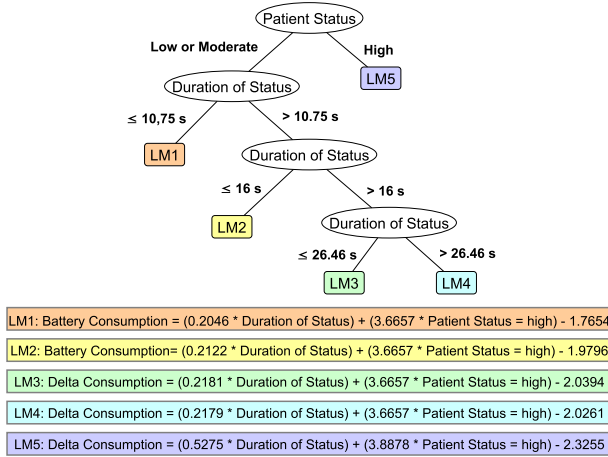 Patient Status
Low or Moderate
High
LM5
Duration of Status
≤ 10,75 s
> 10.75 s
LM1
Duration of Status
≤ 16 s
> 16 s
LM2
Duration of Status
≤ 26.46 s
> 26.46 s
LM3
LM4
LM1: Battery Consumption = (0.2046 * Duration of Status) + (3.6657 * Patient Status = high) - 1.7654
LM2: Battery Consumption= (0.2122 * Duration of Status) + (3.6657 * Patient Status = high) - 1.9796
LM3: Delta Consumption = (0.2181 * Duration of Status) + (3.6657 * Patient Status = high) - 2.0394
LM4: Delta Consumption = (0.2179 * Duration of Status) + (3.6657 * Patient Status = high) - 2.0261
LM5: Delta Consumption = (0.5275 * Duration of Status) + (3.8878 * Patient Status = high) - 2.3255